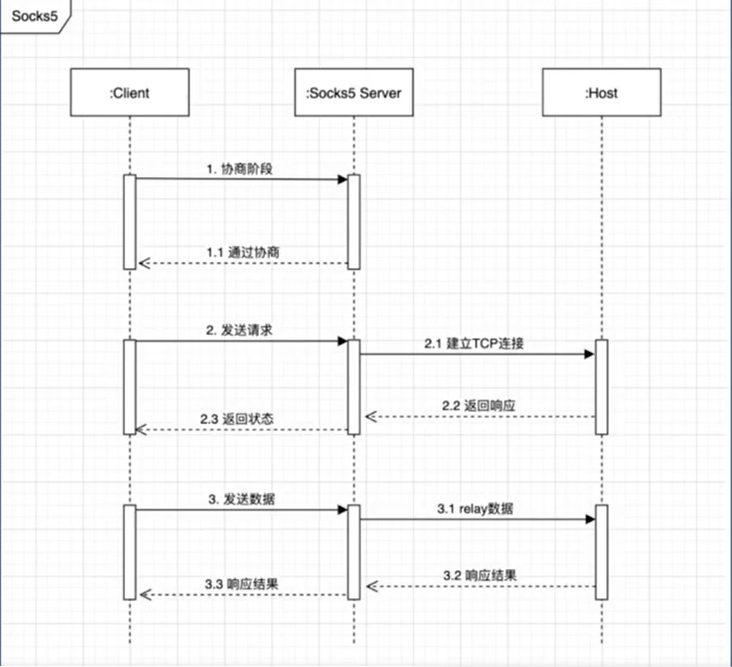 Socks5
:Client
:Socks5 Server
:Host
1. 协商阶段
1.1 通过协商
2. 发送请求
2.1 建立TCP连接
2.2 返回响应
2.3 返回状态
3. 发送数据
3.1 relay数据
3.2 响应结果
3.3 响应结果